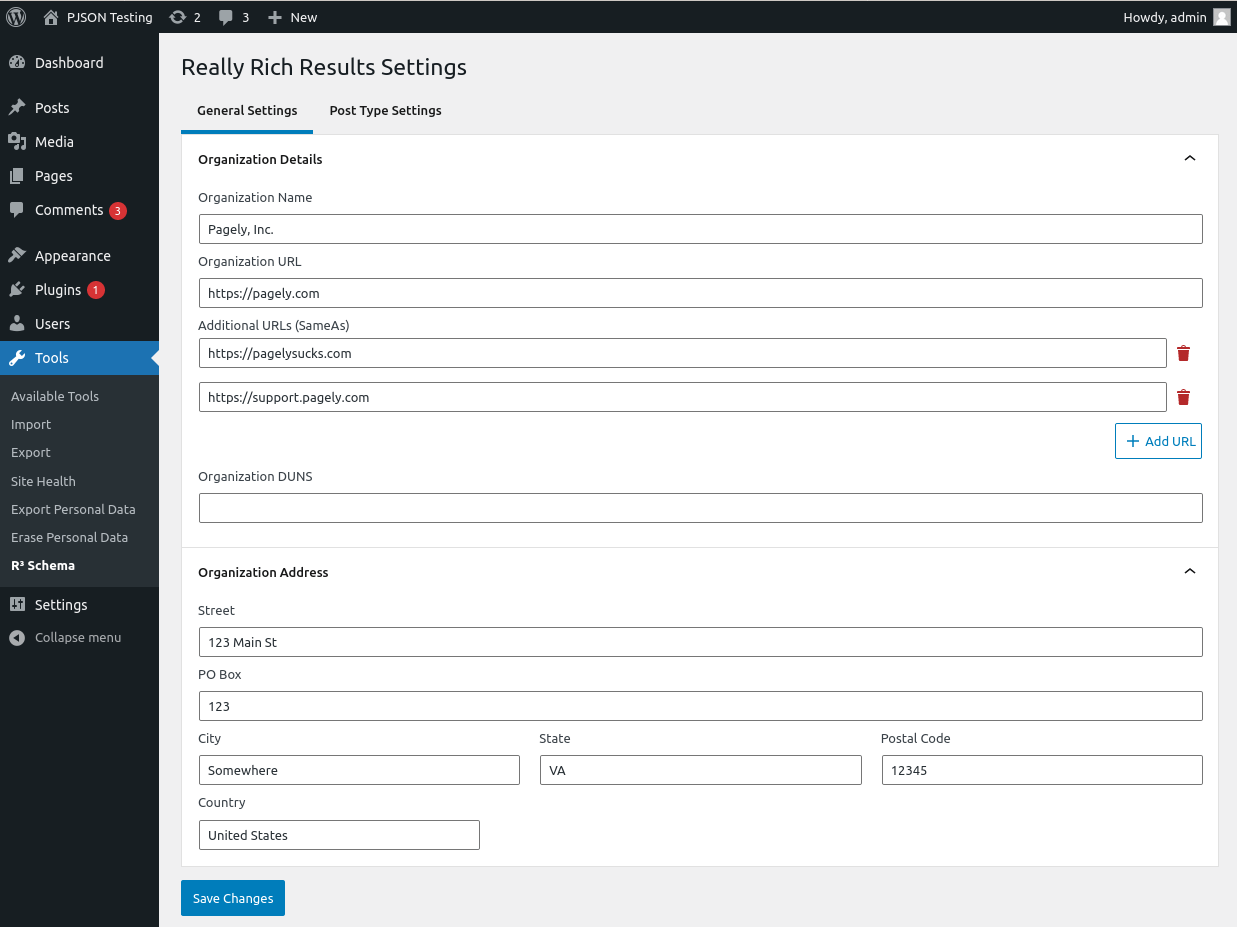 PJSON Testing 2 3 New Howdy, admin
Dashboard
Posts
Media
Pages
Comments 3
Appearance
Plugins 1
Users
Tools
Available Tools
Import
Export
Site Health
Export Personal Data
Erase Personal Data
R³ Schema
Settings
Collapse menu
Really Rich Results Settings
General Settings Post Type Settings
Organization Details
Organization Name
Pagely, Inc.
Organization URL
https://pagely.com
Additional URLs (SameAs)
https://pagelysucks.com
https://support.pagely.com
Add URL
Organization DUNS
Organization Address
Street
123 Main St
PO Box
123
City State Postal Code
Somewhere VA 12345
Country
United States
Save Changes